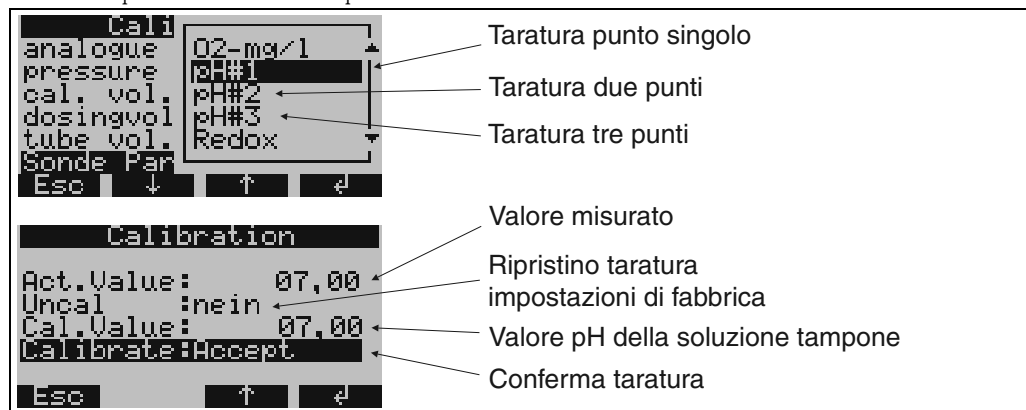 Cali
analogue
pressure
cal. vol.
dosingvol
tube vol.
Sonde Par
O2-mg/l
pH#1
pH#2
pH#3
Redox
Esc ↓ ↑ ↲
Taratura punto singolo
Taratura due punti
Taratura tre punti
Calibration
Act.Value: 07,00
Uncal :nein
Cal.Value: 07,00
Calibrate:Accept
Esc ↑ ↲
Valore misurato
Ripristino taratura
impostazioni di fabbrica
Valore pH della soluzione tampone
Conferma taratura